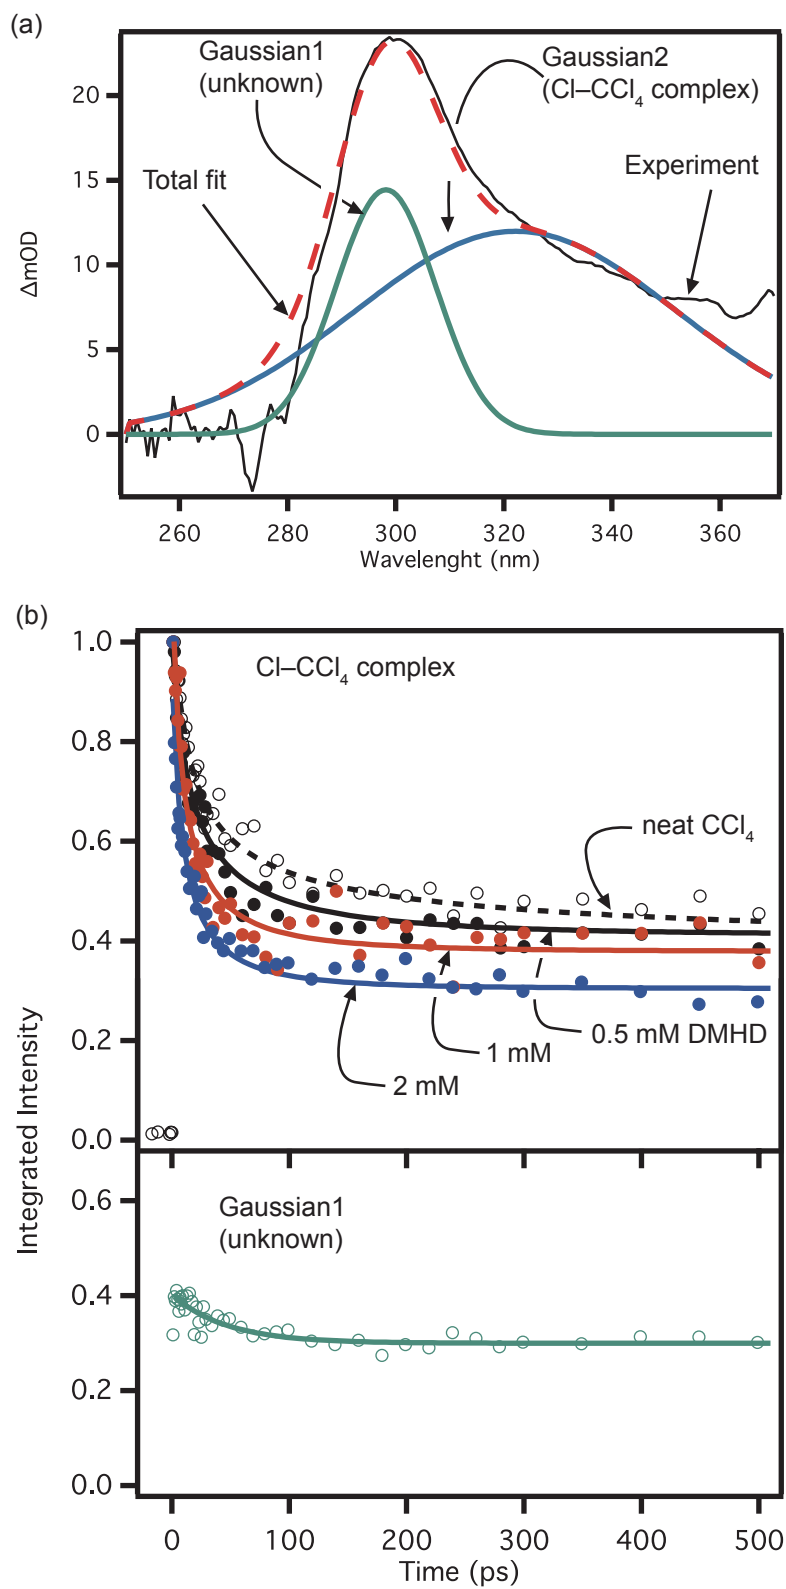 (a)
Gaussian1
(unknown)
Gaussian2
(Cl–CCl₄ complex)
Total fit
Experiment
ΔmOD
20
15
10
5
0
260
280
300
320
340
360
Wavelenght (nm)
(b)
Cl–CCl₄ complex
neat CCl₄
0.5 mM DMHD
1 mM
2 mM
Integrated Intensity
1.0
0.8
0.6
0.4
0.2
0.0
Gaussian1
(unknown)
0.6
0.4
0.2
0.0
0
100
200
300
400
500
Time (ps)